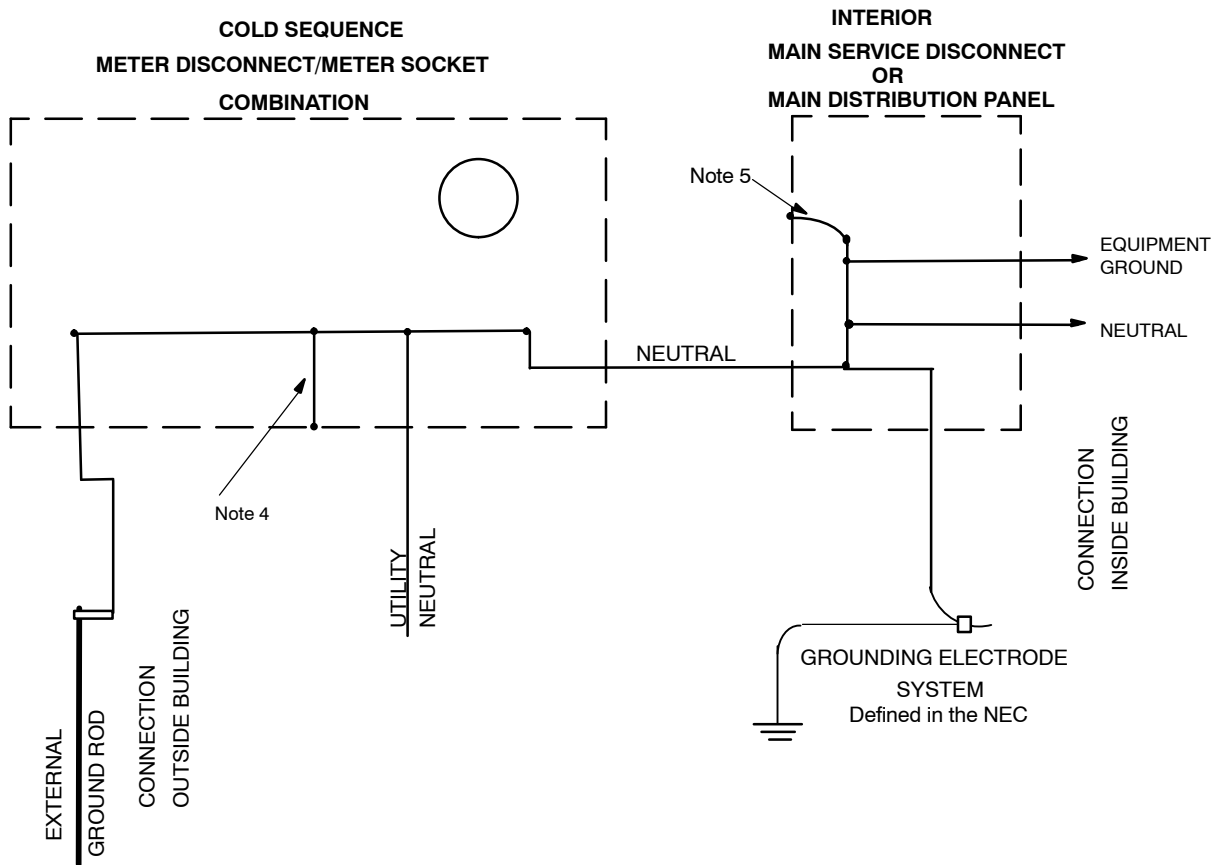 COLD SEQUENCE
METER DISCONNECT/METER SOCKET
COMBINATION
INTERIOR
MAIN SERVICE DISCONNECT
OR
MAIN DISTRIBUTION PANEL
Note 5
EQUIPMENT
GROUND
NEUTRAL
NEUTRAL
Note 4
UTILITY
NEUTRAL
CONNECTION
INSIDE BUILDING
GROUNDING ELECTRODE
SYSTEM
Defined in the NEC
EXTERNAL
GROUND ROD
CONNECTION
OUTSIDE BUILDING